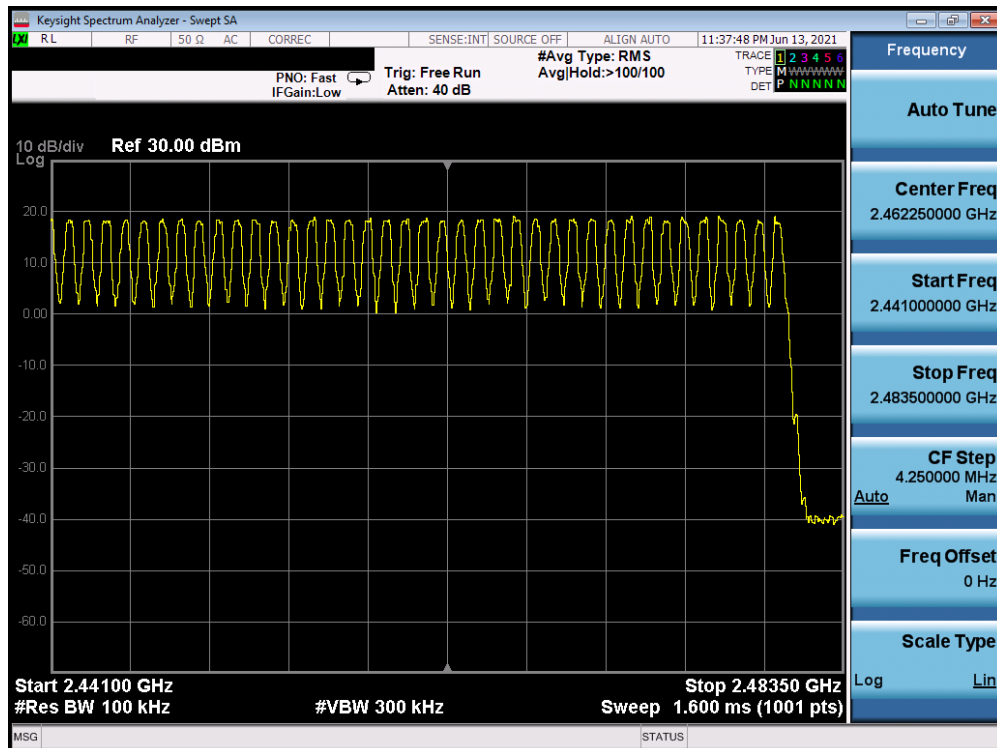 Keysight Spectrum Analyzer - Swept SA
LXI RL RF 50 Ω AC CORREC SENSE:INT SOURCE OFF ALIGN AUTO 11:37:48 PM Jun 13, 2021
PNO: Fast
IFGain:Low
Trig: Free Run
Atten: 40 dB
#Avg Type: RMS
Avg|Hold:>100/100
TRACE 1 2 3 4 5 6
TYPE M WWWWW
DET P N N N N N
10 dB/div
Log
Ref 30.00 dBm
20.0
10.0
0.00
-10.0
-20.0
-30.0
-40.0
-50.0
-60.0
Start 2.44100 GHz
Stop 2.48350 GHz
#Res BW 100 kHz
#VBW 300 kHz
Sweep 1.600 ms (1001 pts)
MSG
STATUS
Frequency
Auto Tune
Center Freq
2.462250000 GHz
Start Freq
2.441000000 GHz
Stop Freq
2.483500000 GHz
CF Step
4.250000 MHz
Auto Man
Freq Offset
0 Hz
Scale Type
Log Lin